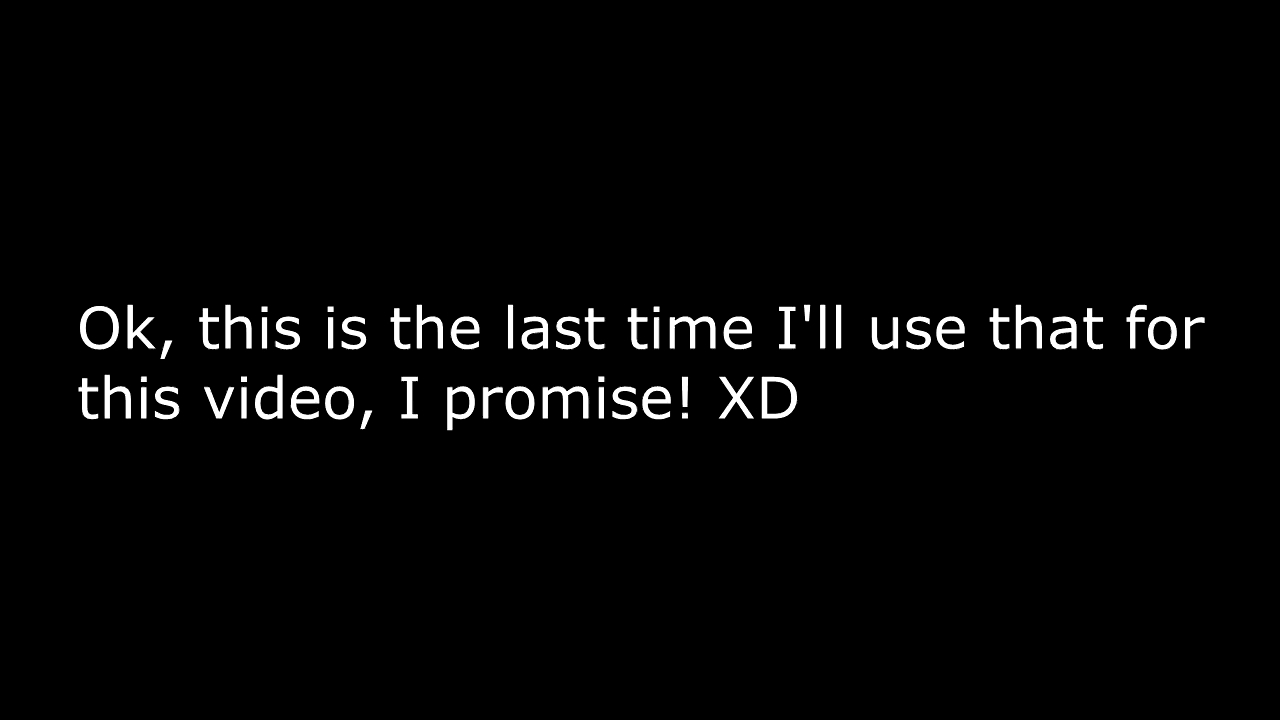 Ok, this is the last time I'll use that for
this video, I promise! XD